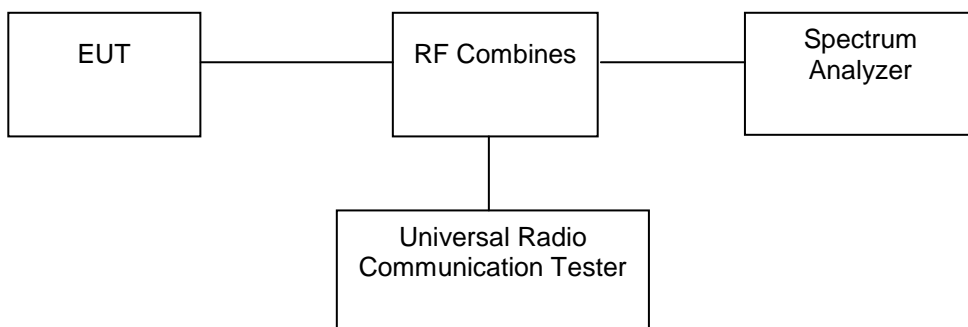 EUT
RF Combines
Spectrum
Analyzer
Universal Radio
Communication Tester